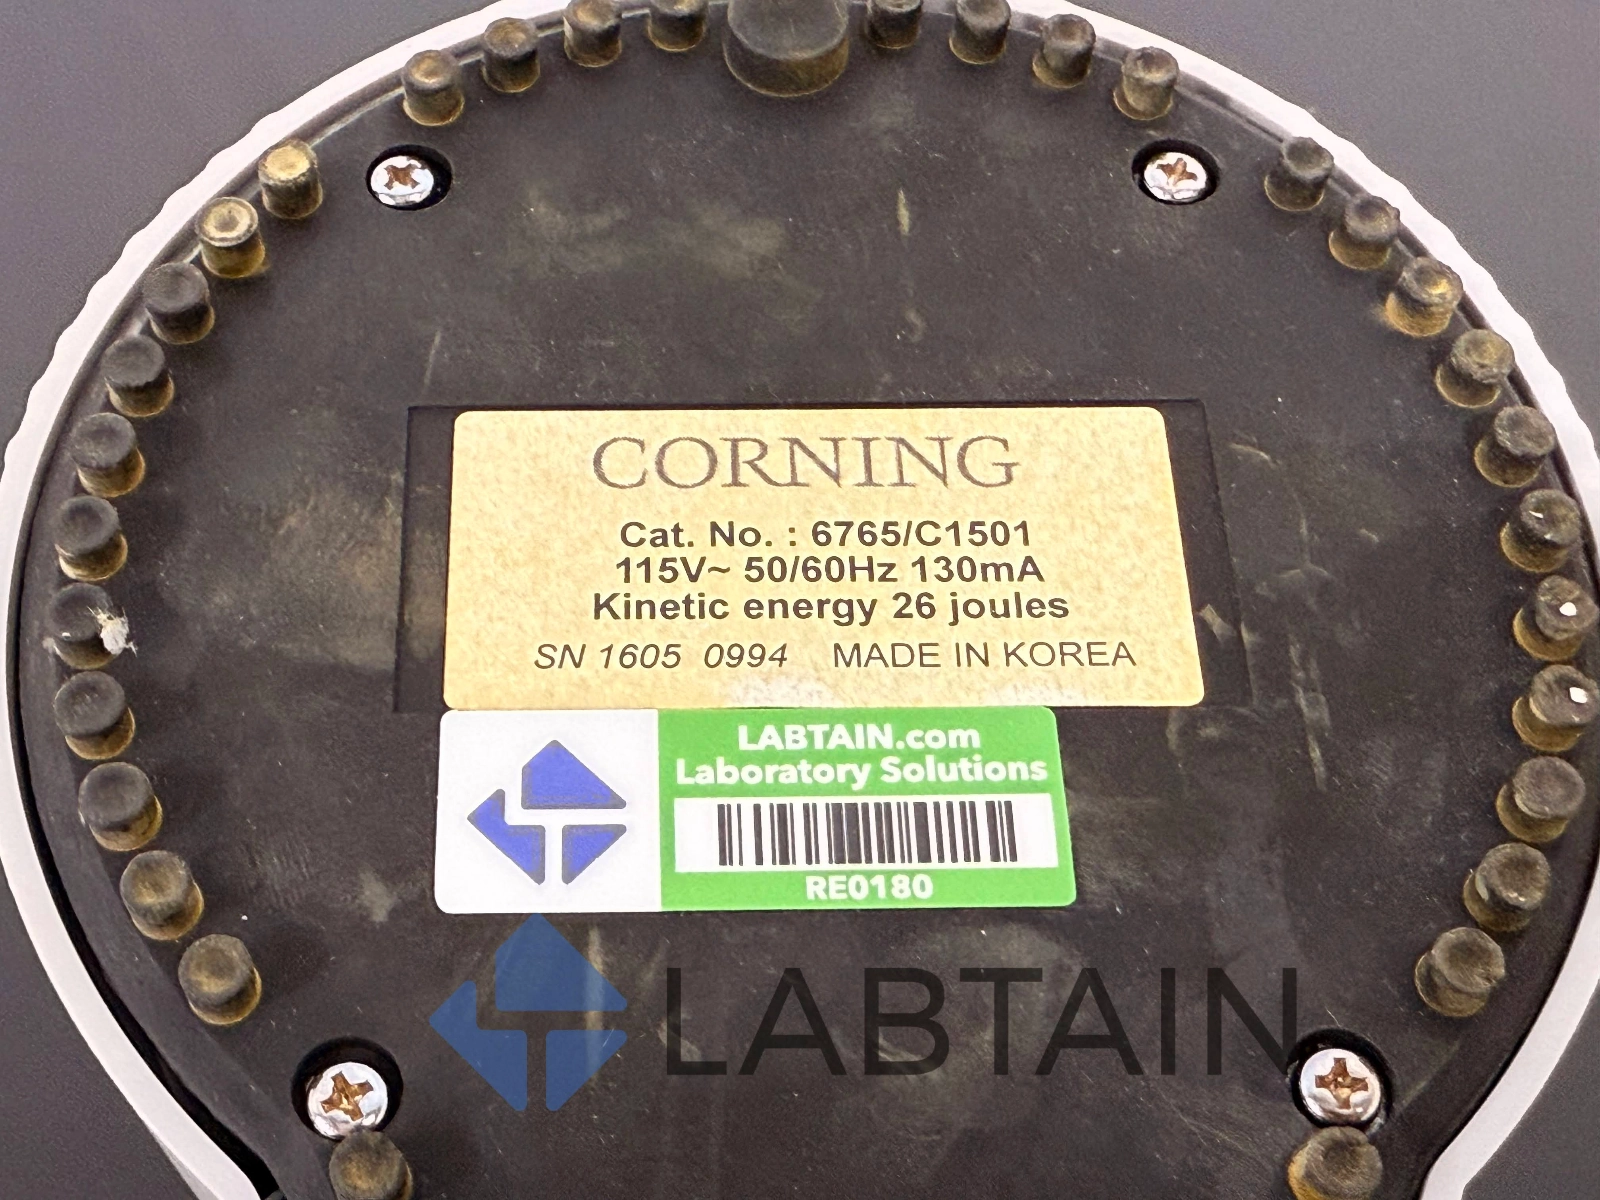 CORNING
Cat. No. : 6765/C1501
115V~ 50/60Hz 130mA
Kinetic energy 26 joules
SN 1605 0994 MADE IN KOREA
LABTAIN.com
Laboratory Solutions
RE0180
LABTAIN